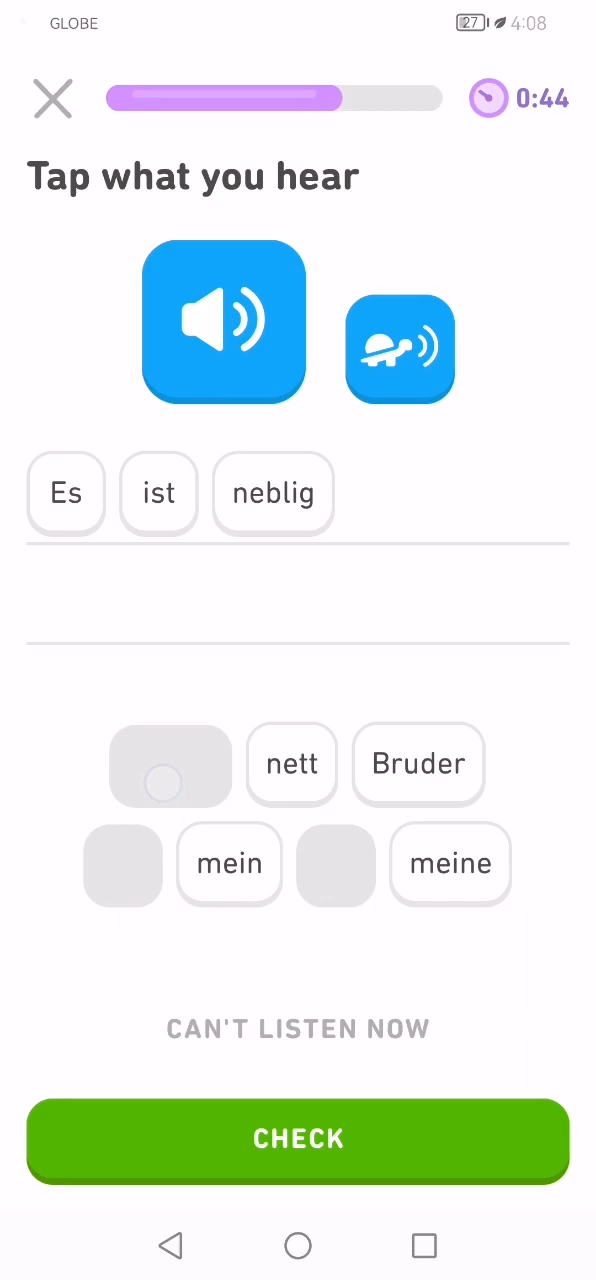 GLOBE 27 4:08
0:44
Tap what you hear
Es ist neblig
nett Bruder
mein meine
CAN'T LISTEN NOW
CHECK